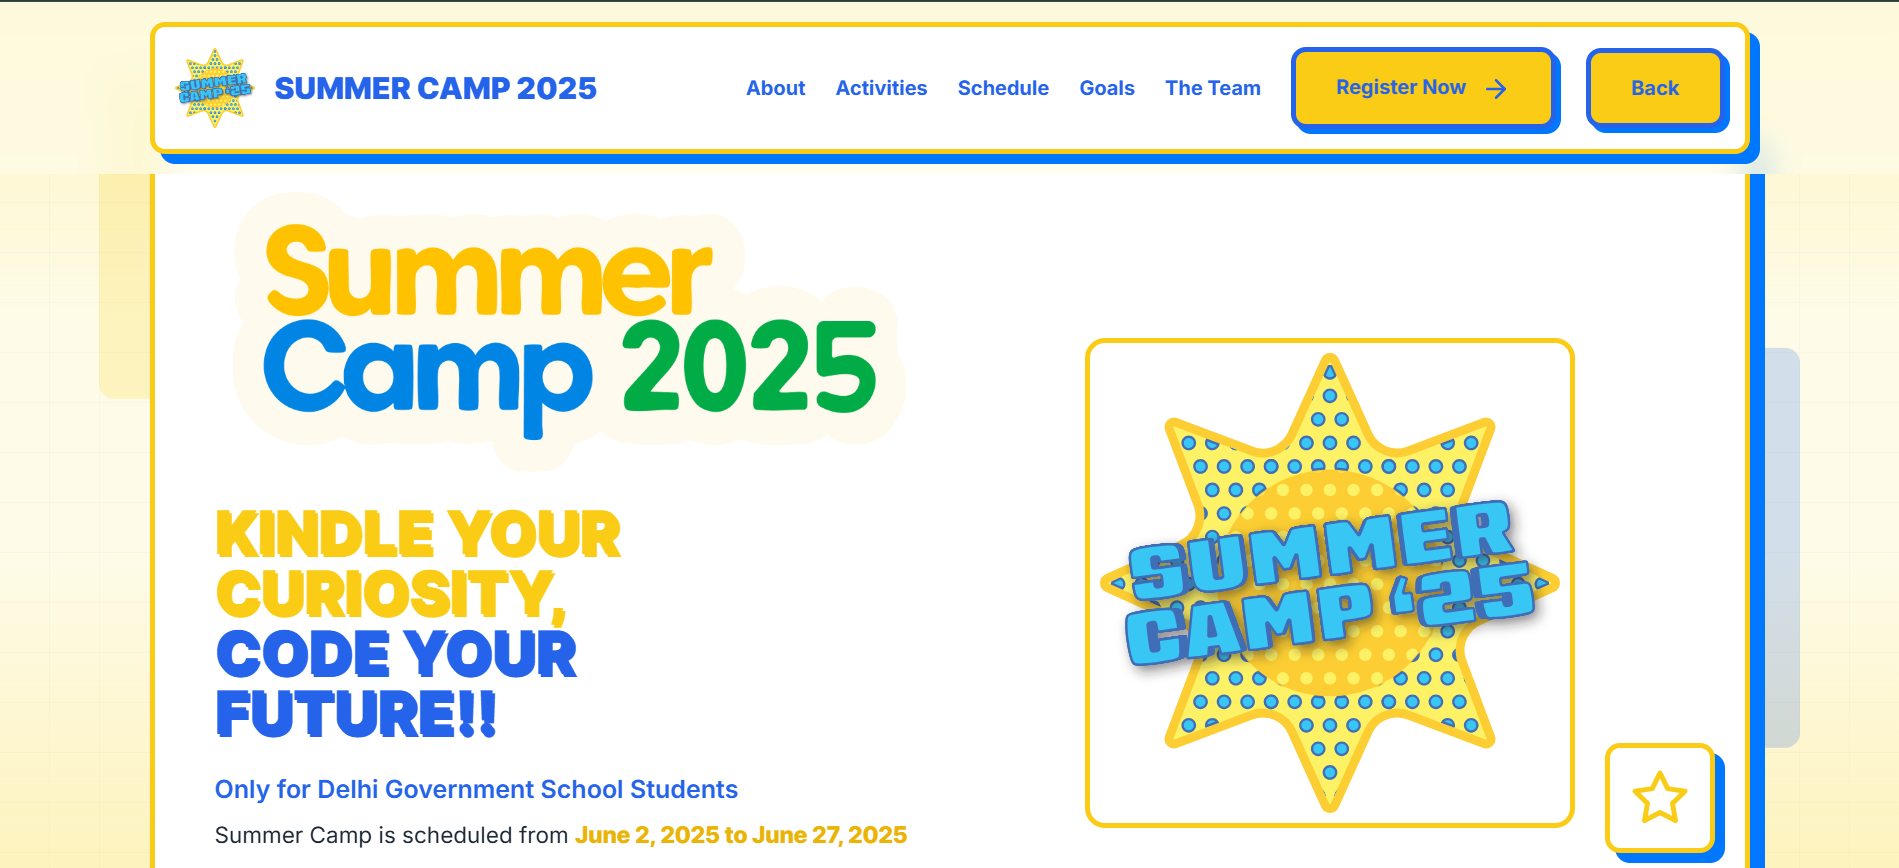 SUMMER
CAMP '25
SUMMER CAMP 2025
About
Activities
Schedule
Goals
The Team
Register Now
Back
Summer
Camp 2025
KINDLE YOUR
CURIOSITY,
CODE YOUR
FUTURE!!
Only for Delhi Government School Students
Summer Camp is scheduled from June 2, 2025 to June 27, 2025
SUMMER
CAMP ‘25